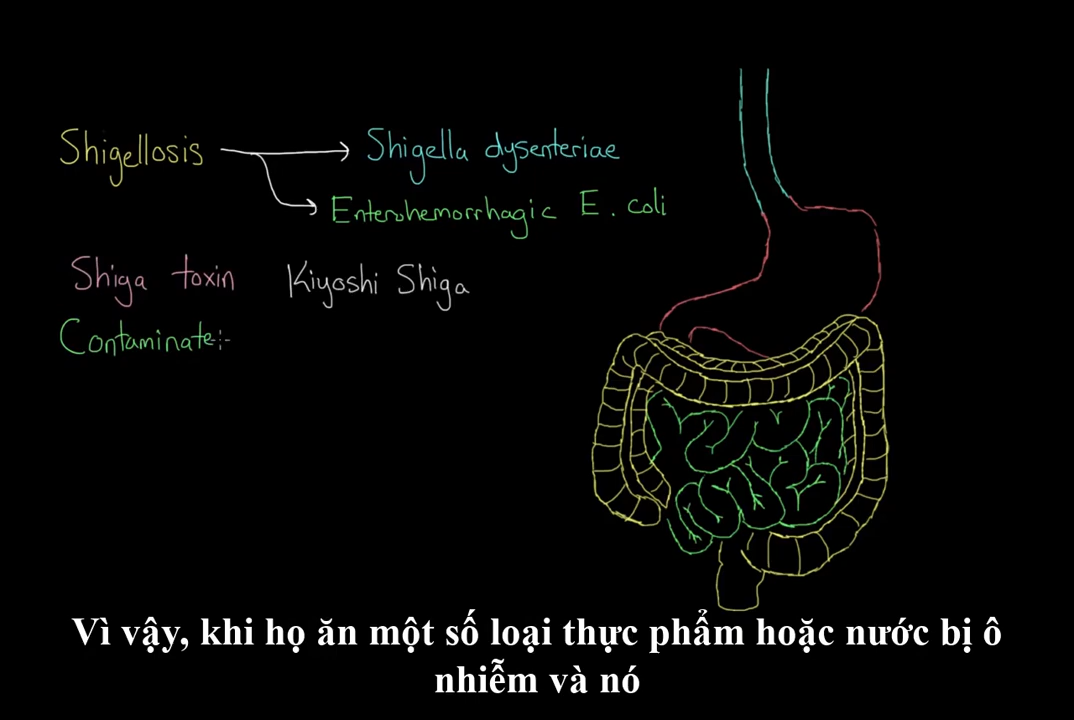 Shigellosis → Shigella dysenteriae
Enterohemorrhagic E. coli
Shiga toxin Kiyoshi Shiga
Contaminate
Vì vậy, khi họ ăn một số loại thực phẩm hoặc nước bị ô
nhiễm và nó